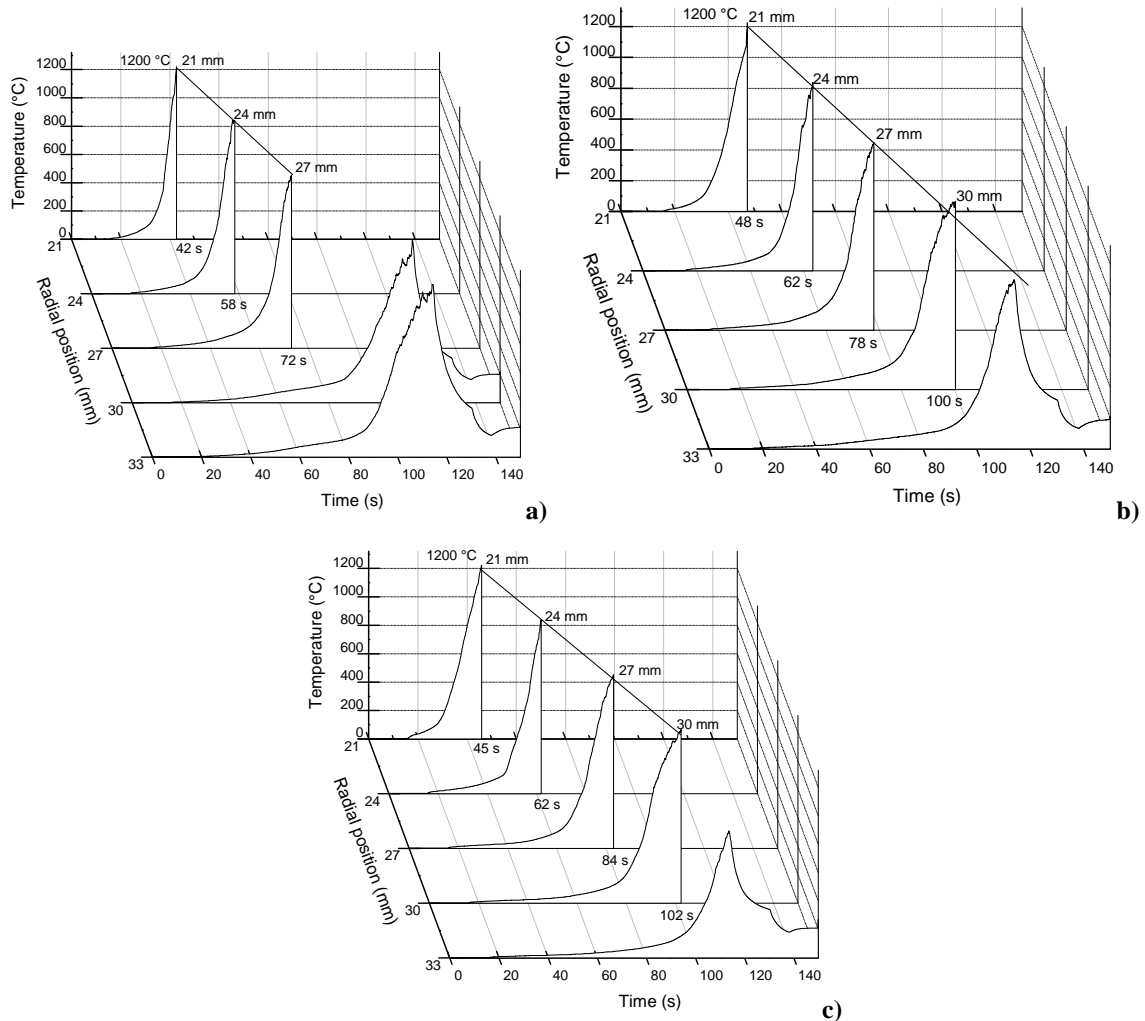 1200 °C 21 mm
24 mm
27 mm
Temperature (°C)
1200
1000
800
600
400
200
0
21
24
27
30
33
Radial position (mm)
42 s
58 s
72 s
0 20 40 60 80 100 120 140
Time (s)
a)
1200 °C 21 mm
24 mm
27 mm
30 mm
Temperature (°C)
1200
1000
800
600
400
200
0
21
24
27
30
33
Radial position (mm)
48 s
62 s
78 s
100 s
0 20 40 60 80 100 120 140
Time (s)
b)
1200 °C 21 mm
24 mm
27 mm
30 mm
Temperature (°C)
1200
1000
800
600
400
200
0
21
24
27
30
33
Radial position (mm)
45 s
62 s
84 s
102 s
0 20 40 60 80 100 120 140
Time (s)
c)